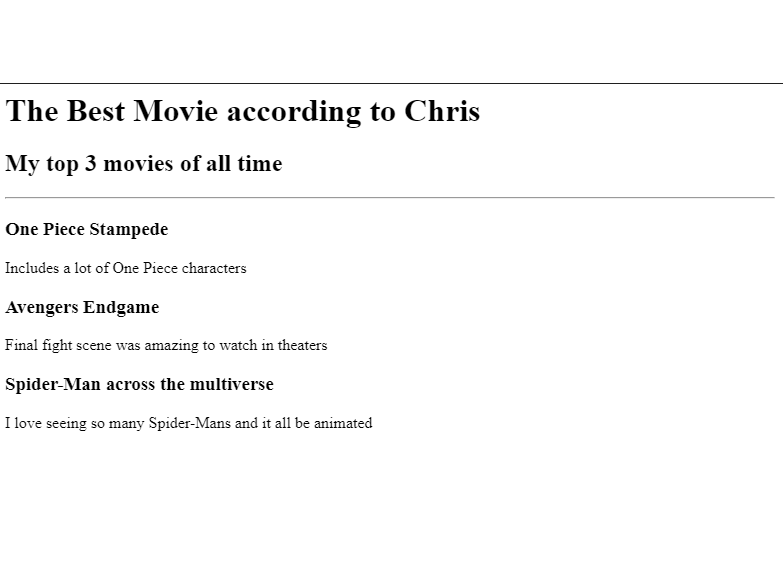 The Best Movie according to Chris
My top 3 movies of all time
One Piece Stampede
Includes a lot of One Piece characters
Avengers Endgame
Final fight scene was amazing to watch in theaters
Spider-Man across the multiverse
I love seeing so many Spider-Mans and it all be animated